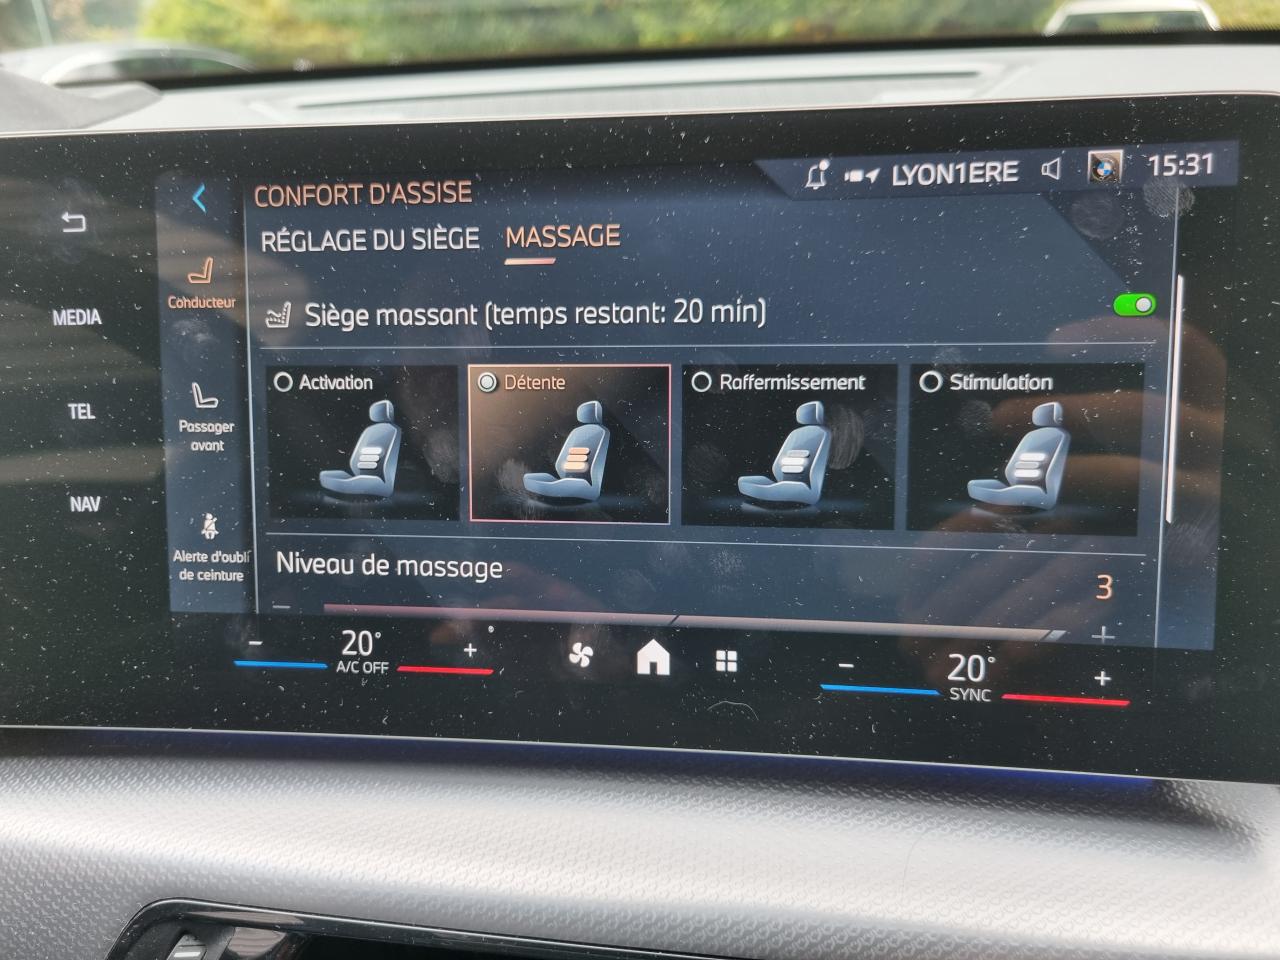 LYON1ERE
15:31
CONFORT D'ASSISE
RÉGLAGE DU SIÈGE MASSAGE
Conducteur
MEDIA
Siège massant (temps restant: 20 min)
Activation
Détente
Raffermissement
Stimulation
TEL
Passager
avant
NAV
Alerte d'oubli
de ceinture
Niveau de massage
3
− 20° +
A/C OFF
− 20° +
SYNC